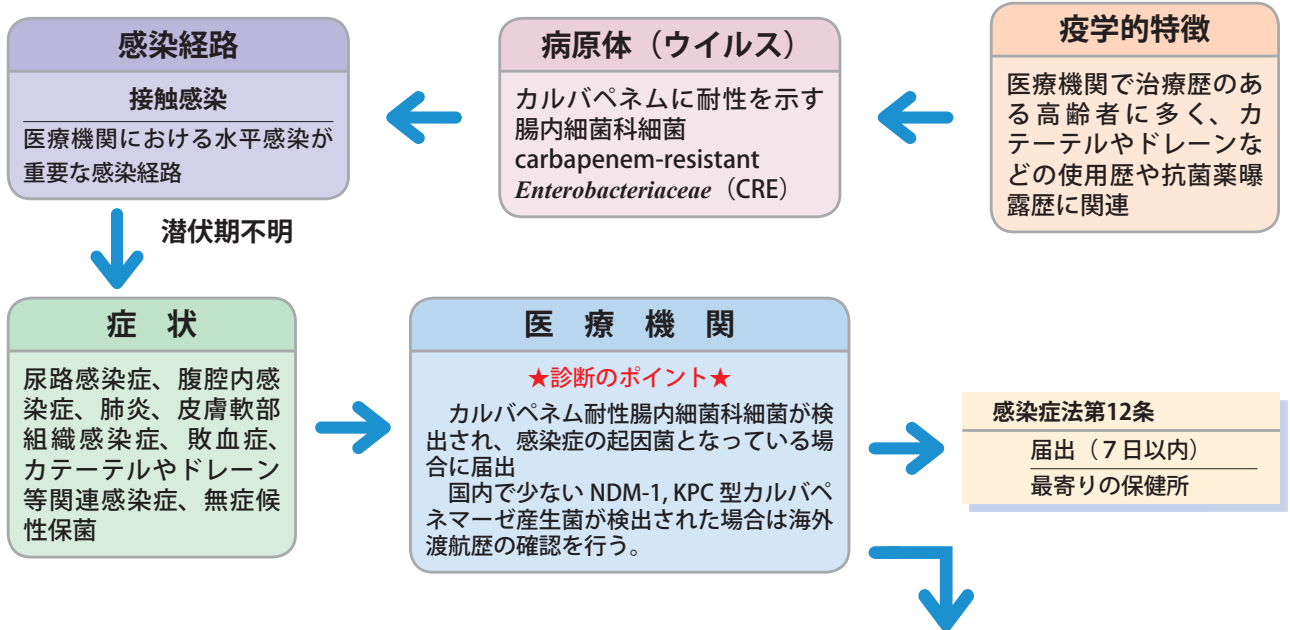 感染経路
接触感染
医療機関における水平感染が
重要な感染経路
病原体（ウイルス）
カルバペネムに耐性を示す
腸内細菌科細菌
carbapenem-resistant
Enterobacteriaceae（CRE）
疫学的特徴
医療機関で治療歴のあ
る高齢者に多く、カ
テーテルやドレーンな
どの使用歴や抗菌薬曝
露歴に関連
潜伏期不明
症　状
尿路感染症、腹腔内感
染症、肺炎、皮膚軟部
組織感染症、敗血症、
カテーテルやドレーン
等関連感染症、無症候
性保菌
医　療　機　関
★診断のポイント★
カルバペネム耐性腸内細菌科細菌が検
出され、感染症の起因菌となっている場
合に届出
国内で少ない NDM-1, KPC 型カルバペ
ネマーゼ産生菌が検出された場合は海外
渡航歴の確認を行う。
感染症法第12条
届出（７日以内）
最寄りの保健所